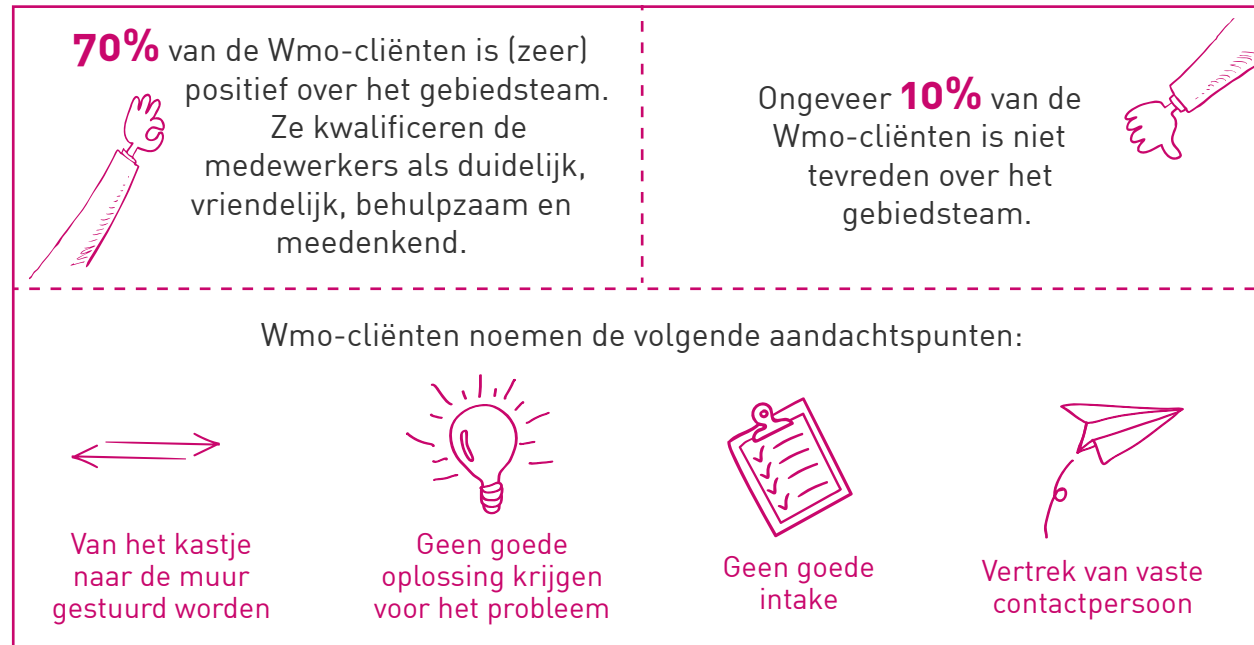 70% van de Wmo-cliënten is (zeer)
positief over het gebiedsteam.
Ze kwalificeren de
medewerkers als duidelijk,
vriendelijk, behulpzaam en
meedenkend.
Ongeveer 10% van de
Wmo-cliënten is niet
tevreden over het
gebiedsteam.
Wmo-cliënten noemen de volgende aandachtspunten:
Van het kastje
naar de muur
gestuurd worden
Geen goede
oplossing krijgen
voor het probleem
Geen goede
intake
Vertrek van vaste
contactpersoon